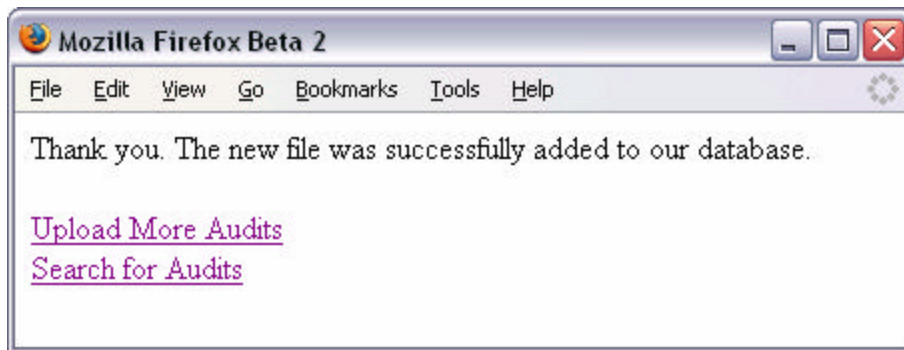 Mozilla Firefox Beta 2
File Edit View Go Bookmarks Tools Help
Thank you. The new file was successfully added to our database.
Upload More Audits
Search for Audits